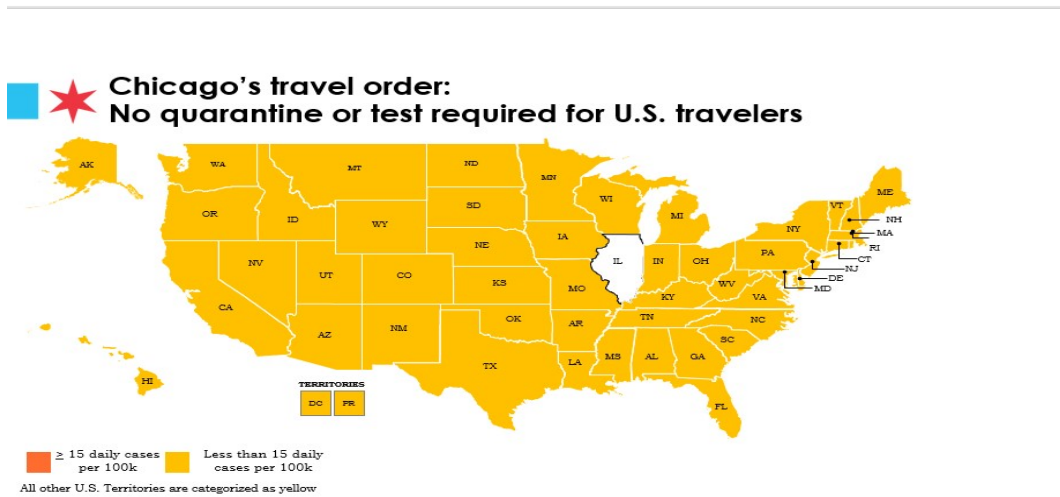 Chicago's travel order:
No quarantine or test required for U.S. travelers
AK
WA
MT
ND
MN
WI
MI
VT
ME
NH
MA
RI
CT
NJ
DE
MD
OR
ID
WY
SD
IA
IL
IN
OH
PA
NY
NV
UT
CO
NE
KS
MO
KY
WV
VA
CA
AZ
NM
OK
AR
TN
NC
SC
TX
LA
MS
AL
GA
FL
HI
TERRITORIES
DC PR
≥ 15 daily cases
per 100k
Less than 15 daily
cases per 100k
All other U.S. Territories are categorized as yellow